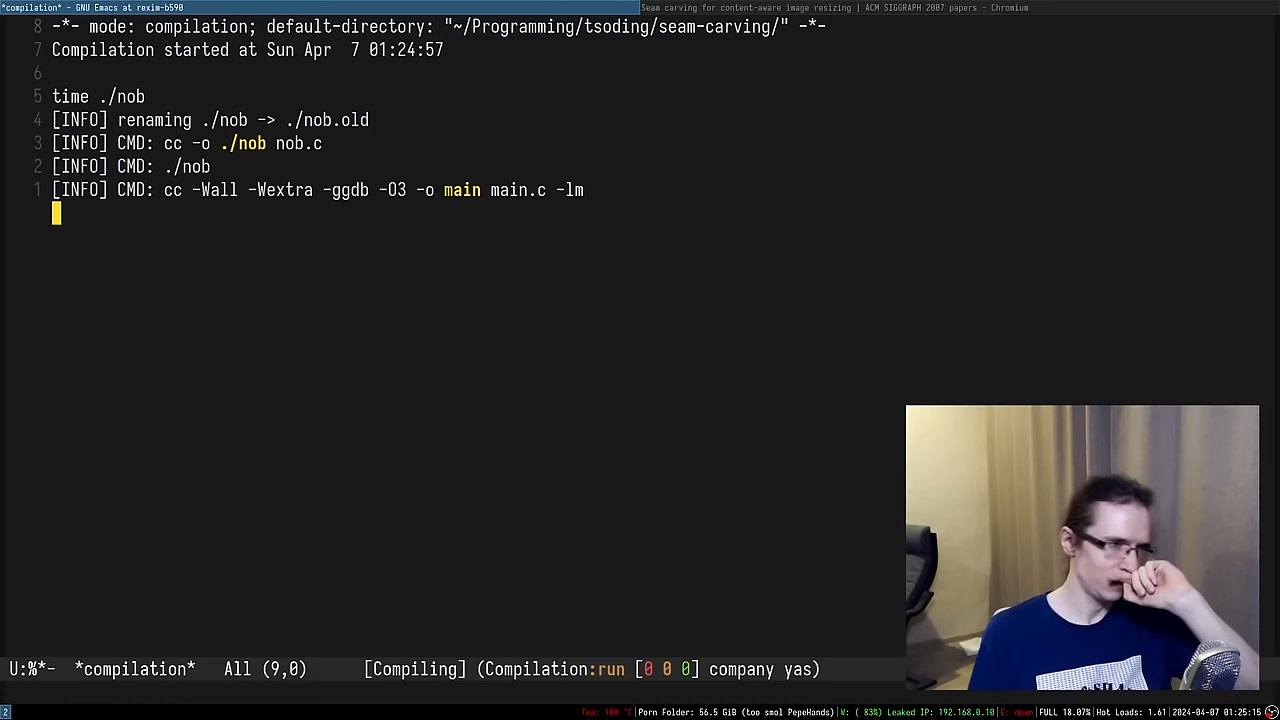 *compilation* - GNU Emacs at rexim-b590
Seam carving for content-aware image resizing | ACM SIGGRAPH 2007 papers - Chromium
8 -*- mode: compilation; default-directory: "~/Programming/tsoding/seam-carving/" -*-
7 Compilation started at Sun Apr  7 01:24:57
6
5 time ./nob
4 [INFO] renaming ./nob -> ./nob.old
3 [INFO] CMD: cc -o ./nob nob.c
2 [INFO] CMD: ./nob
1 [INFO] CMD: cc -Wall -Wextra -ggdb -O3 -o main main.c -lm
U:%*-  *compilation*   All (9,0)      [Compiling] (Compilation:run [0 0 0] company yas)
2
Tea: 100 °C|Porn Folder: 56.5 GiB (too smol PepeHands)|W: ( 83%) Leaked IP: 192.168.0.10|E: down|FULL 18.07%|Hot Loads: 1.61|2024-04-07 01:25:15